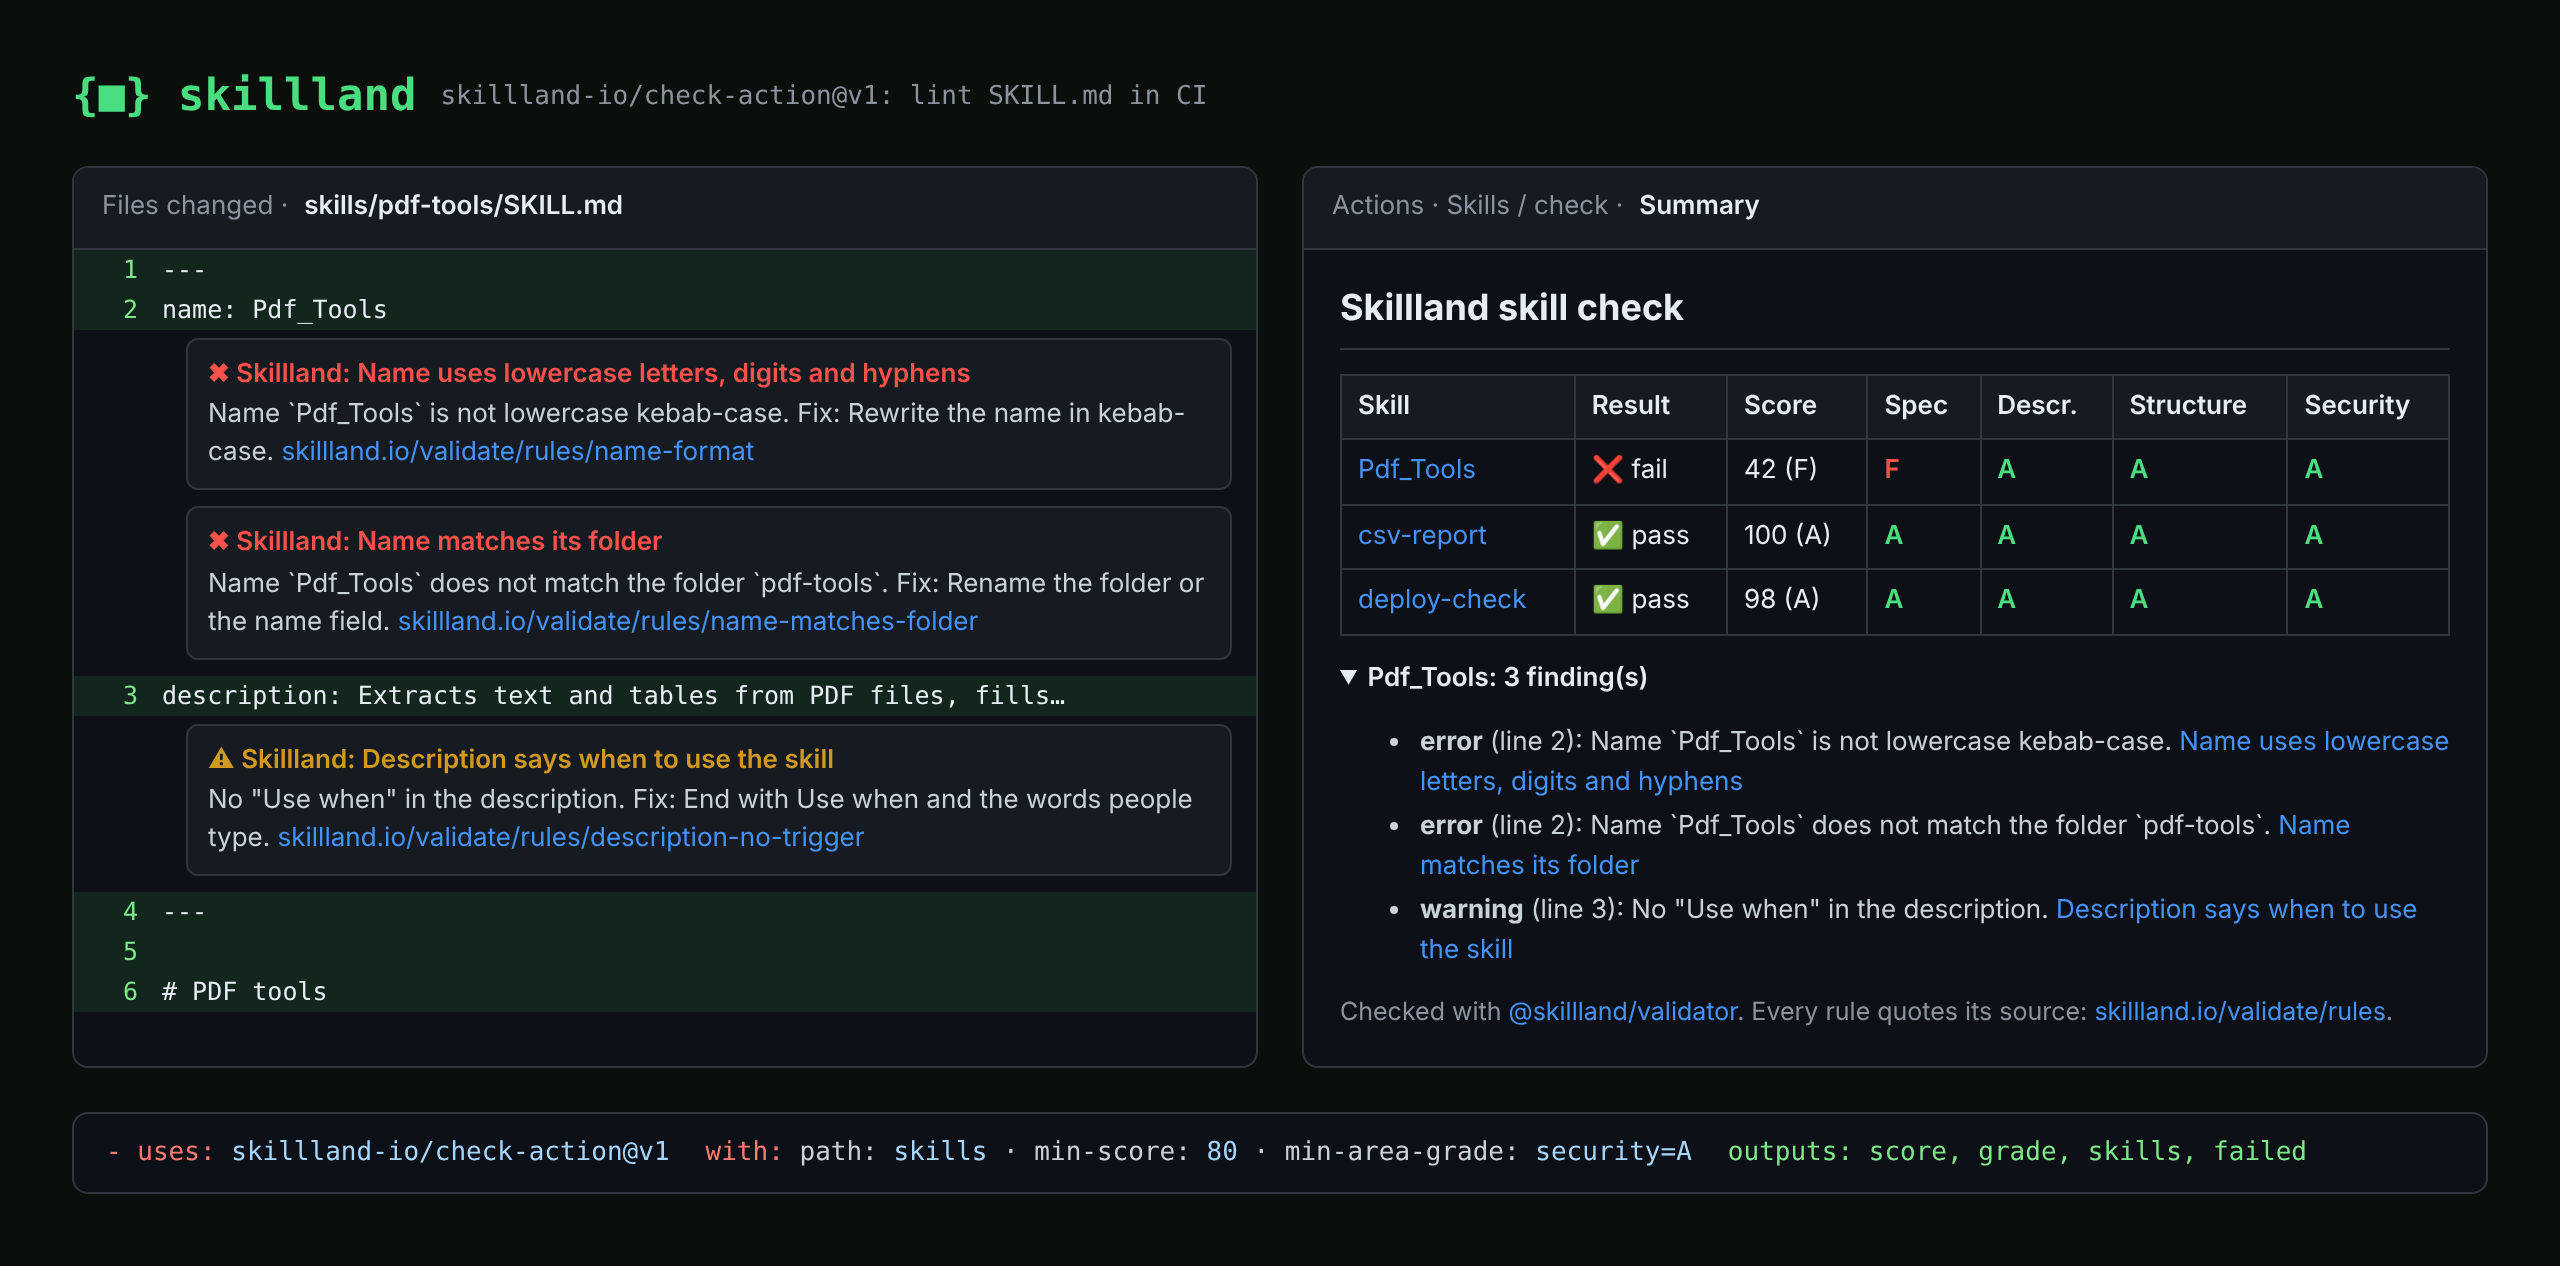 {■} skillland skillland-io/check-action@v1: lint SKILL.md in CI
Files changed · skills/pdf-tools/SKILL.md
1 ---
2 name: Pdf_Tools
✖ Skillland: Name uses lowercase letters, digits and hyphens
Name `Pdf_Tools` is not lowercase kebab-case. Fix: Rewrite the name in kebab-
case. skillland.io/validate/rules/name-format
✖ Skillland: Name matches its folder
Name `Pdf_Tools` does not match the folder `pdf-tools`. Fix: Rename the folder or
the name field. skillland.io/validate/rules/name-matches-folder
3 description: Extracts text and tables from PDF files, fills…
⚠ Skillland: Description says when to use the skill
No "Use when" in the description. Fix: End with Use when and the words people
type. skillland.io/validate/rules/description-no-trigger
4 ---
5
6 # PDF tools
Actions · Skills / check · Summary
Skillland skill check
Skill Result Score Spec Descr. Structure Security
Pdf_Tools ❌ fail 42 (F) F A A A
csv-report ✅ pass 100 (A) A A A A
deploy-check ✅ pass 98 (A) A A A A
▼ Pdf_Tools: 3 finding(s)
• error (line 2): Name `Pdf_Tools` is not lowercase kebab-case. Name uses lowercase
letters, digits and hyphens
• error (line 2): Name `Pdf_Tools` does not match the folder `pdf-tools`. Name
matches its folder
• warning (line 3): No "Use when" in the description. Description says when to use
the skill
Checked with @skillland/validator. Every rule quotes its source: skillland.io/validate/rules.
- uses: skillland-io/check-action@v1 with: path: skills · min-score: 80 · min-area-grade: security=A outputs: score, grade, skills, failed